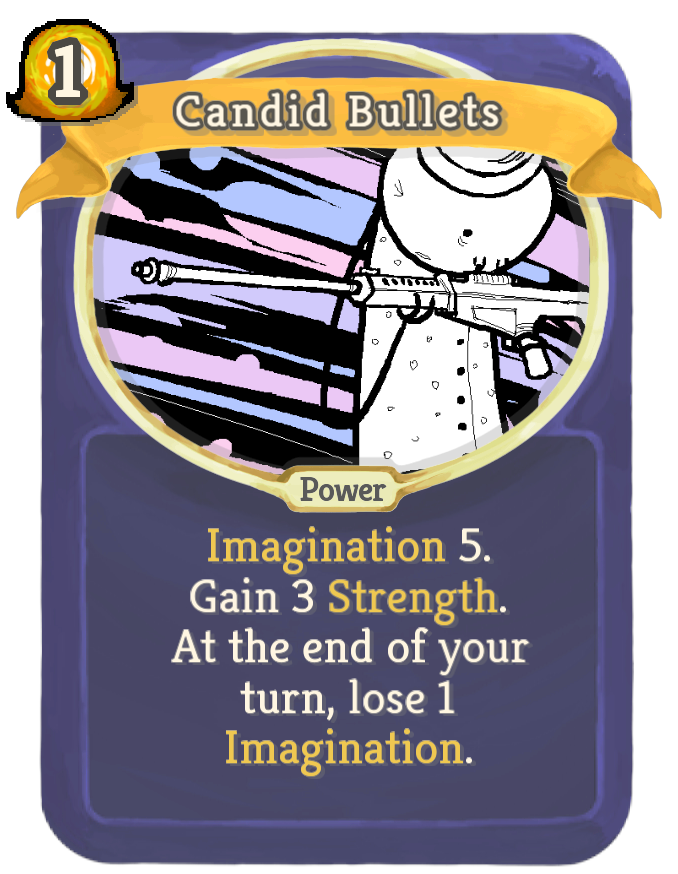 1
Candid Bullets
Power
Imagination 5.
Gain 3 Strength.
At the end of your
turn, lose 1
Imagination.